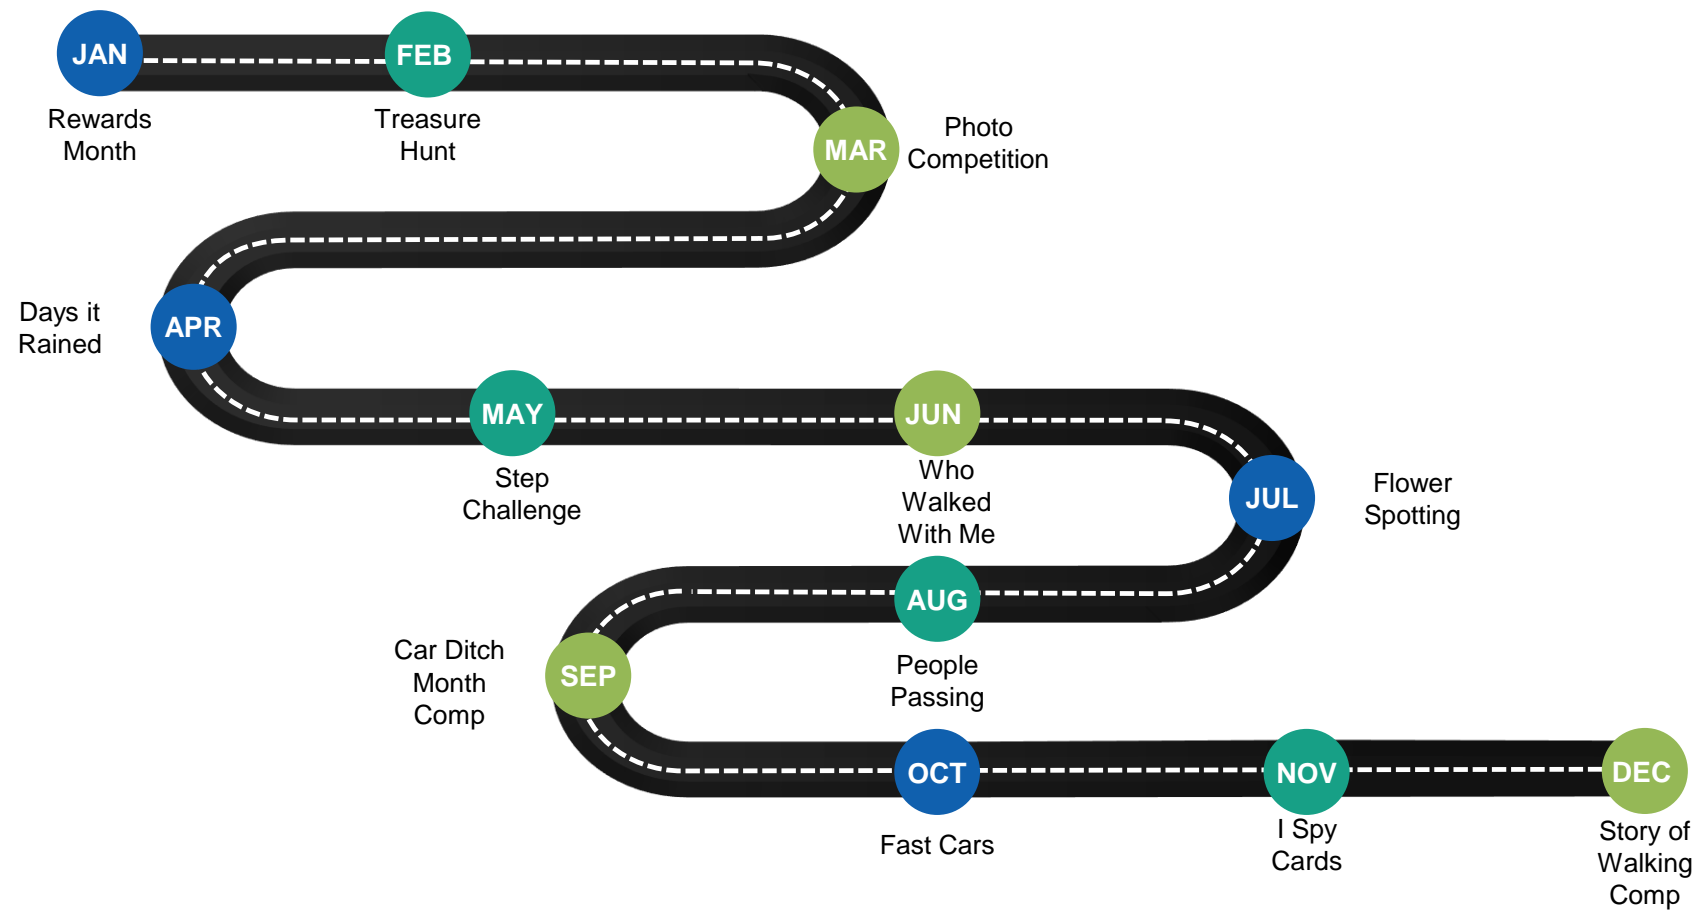 JAN
Rewards
Month
FEB
Treasure
Hunt
MAR
Photo
Competition
APR
Days it
Rained
MAY
Step
Challenge
JUN
Who
Walked
With Me
JUL
Flower
Spotting
AUG
People
Passing
SEP
Car Ditch
Month
Comp
OCT
Fast Cars
NOV
I Spy
Cards
DEC
Story of
Walking
Comp